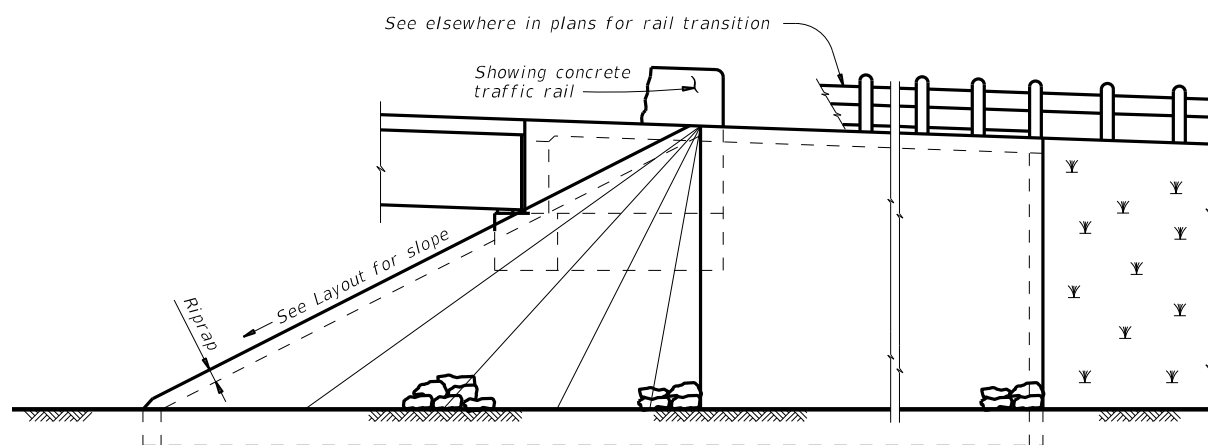 See elsewhere in plans for rail transition
Showing concrete
traffic rail
See Layout for slope
Riprap